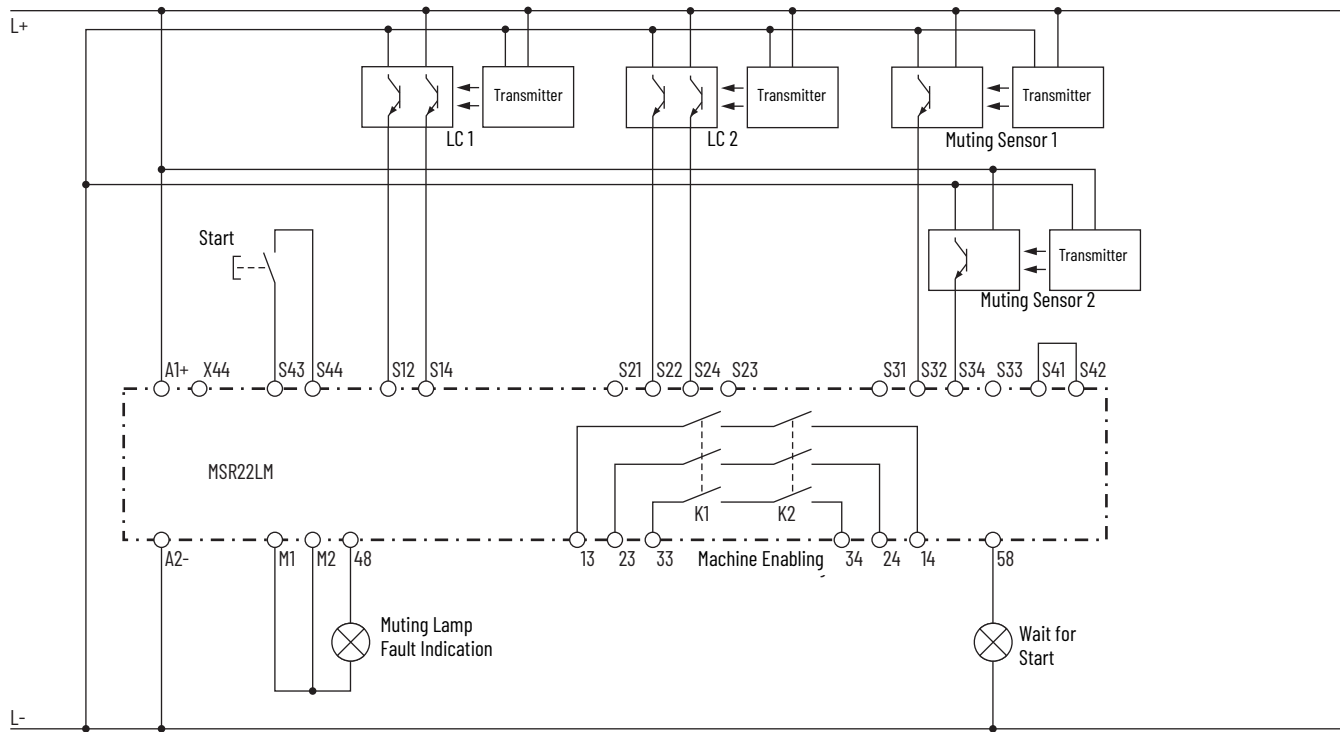 L+
Transmitter
LC 1
Transmitter
LC 2
Transmitter
Muting Sensor 1
Start
Transmitter
Muting Sensor 2
A1+ X44 S43 S44 S12 S14 S21 S22 S24 S23 S31 S32 S34 S33 S41 S42
MSR22LM
K1 K2
A2- M1 M2 48 13 23 33 Machine Enabling 34 24 14 58
Muting Lamp
Fault Indication
Wait for
Start
L-